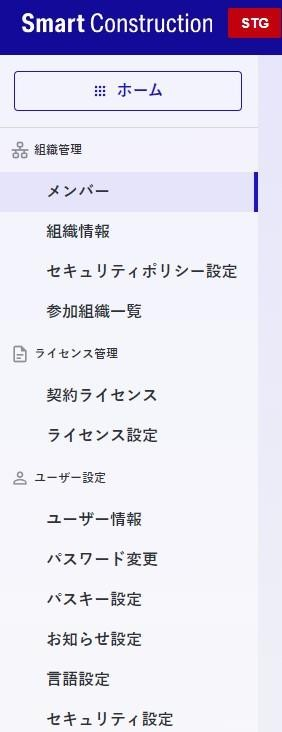 Smart Construction STG
ホーム
組織管理
メンバー
組織情報
セキュリティポリシー設定
参加組織一覧
ライセンス管理
契約ライセンス
ライセンス設定
ユーザー設定
ユーザー情報
パスワード変更
パスキー設定
お知らせ設定
言語設定
セキュリティ設定